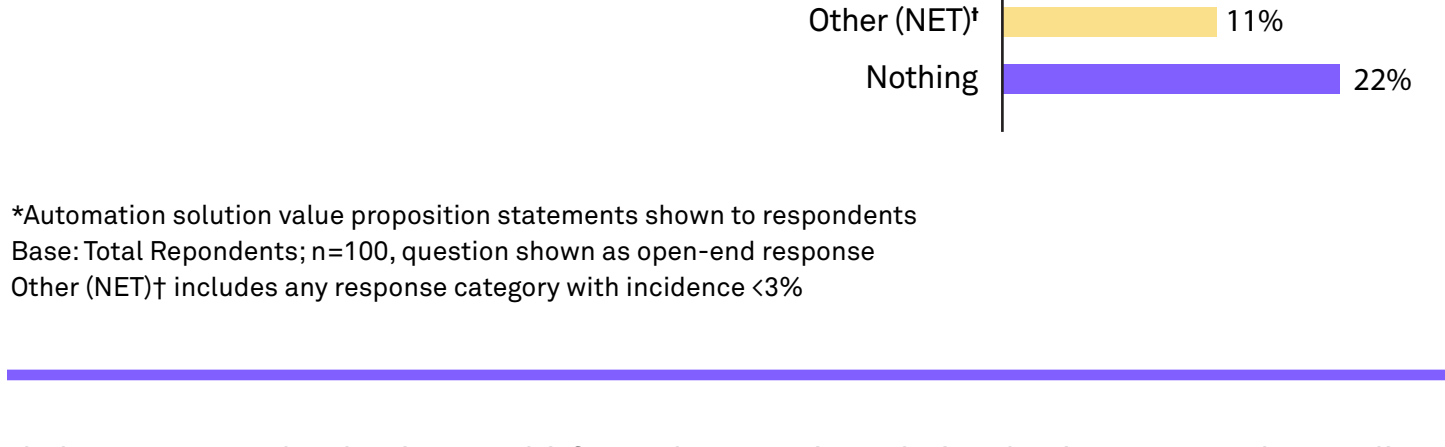 Other (NET)† 11%
Nothing 22%
*Automation solution value proposition statements shown to respondents
Base: Total Repondents; n=100, question shown as open-end response
Other (NET)† includes any response category with incidence <3%